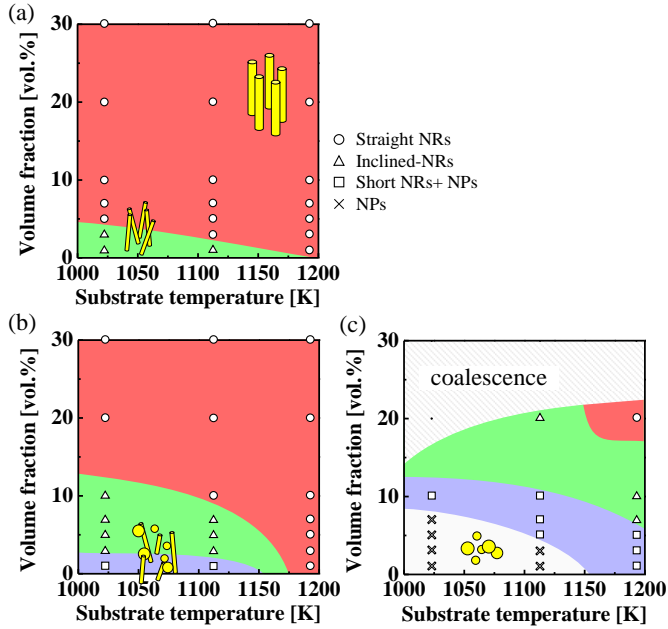 (a)
30
20
10
0
Volume fraction [vol.%]
1000 1050 1100 1150 1200
Substrate temperature [K]
Straight NRs
Inclined-NRs
Short NRs+ NPs
NPs
(b)
30
20
10
0
Volume fraction [vol.%]
1000 1050 1100 1150 1200
Substrate temperature [K]
(c)
30
20
10
0
Volume fraction [vol.%]
coalescence
1000 1050 1100 1150 1200
Substrate temperature [K]